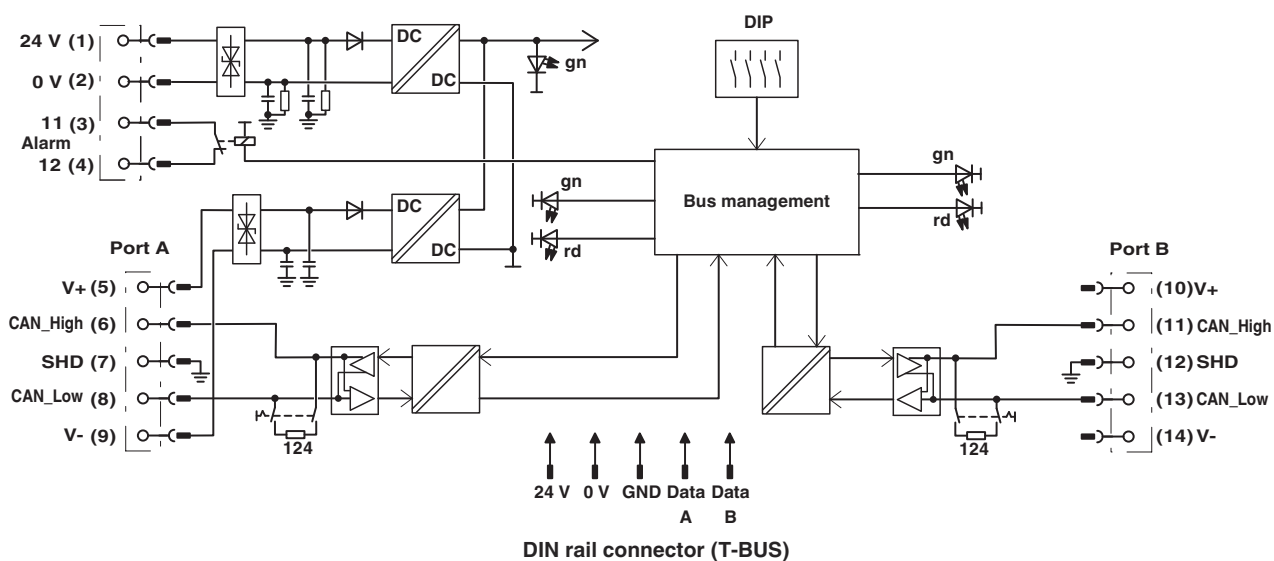 DIP
24 V (1)
DC
gn
0 V (2)
DC
11 (3)
Alarm
12 (4)
gn
gn
Bus management
rd
rd
DC
DC
Port A
Port B
V+ (5)
(10) V+
CAN_High (6)
(11) CAN_High
SHD (7)
(12) SHD
CAN_Low (8)
(13) CAN_Low
V- (9)
(14) V-
124
124
24 V
0 V
GND
Data
A
Data
B
DIN rail connector (T-BUS)